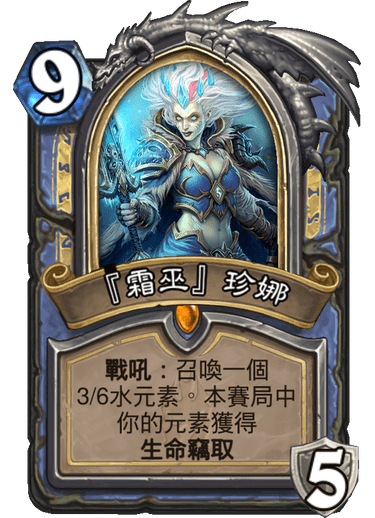 9
『霜巫』珍娜
戰吼：召喚一個
3/6水元素。本賽局中
你的元素獲得
生命竊取
5